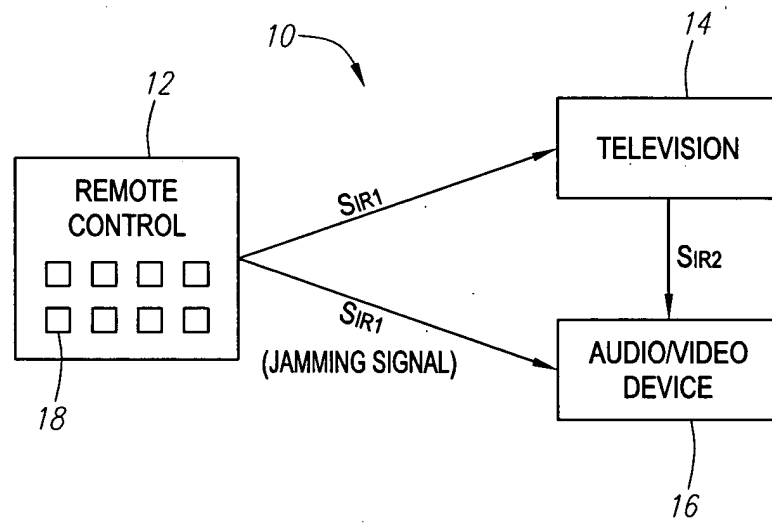 10
12
14
REMOTE
CONTROL
TELEVISION
SIR1
SIR2
SIR1
(JAMMING SIGNAL)
AUDIO/VIDEO
DEVICE
18
16